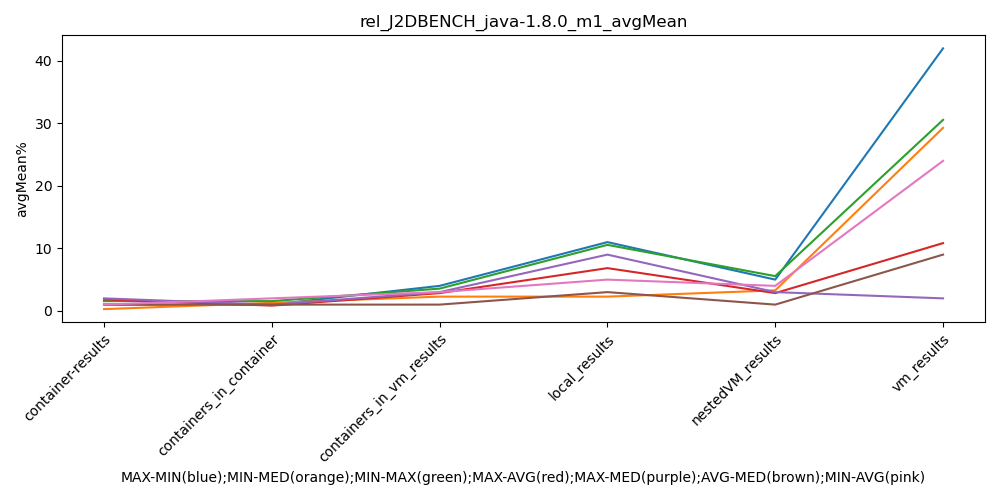 rel_J2DBENCH_java-1.8.0_m1_avgMean
avgMean%
40
30
20
10
0
container-results
containers_in_container
containers_in_vm_results
local_results
nestedVM_results
vm_results
MAX-MIN(blue);MIN-MED(orange);MIN-MAX(green);MAX-AVG(red);MAX-MED(purple);AVG-MED(brown);MIN-AVG(pink)